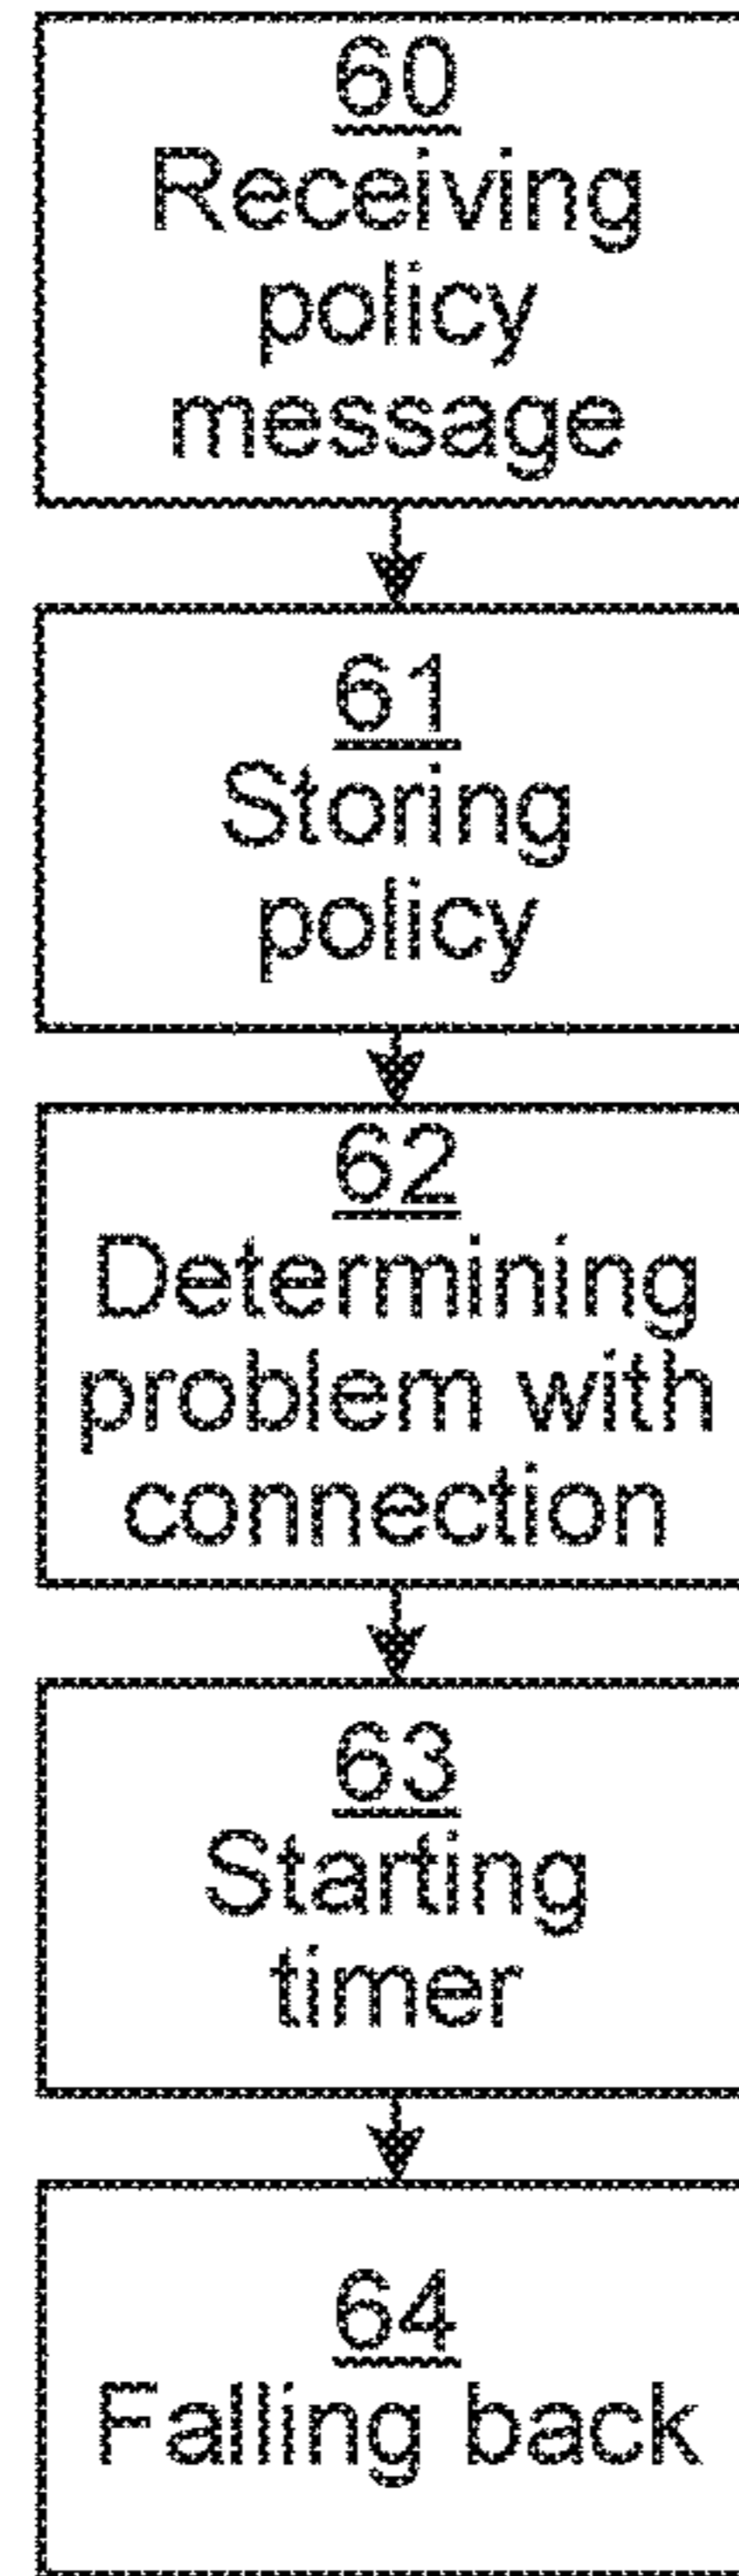 60
Receiving
policy
message
61
Storing
policy
62
Determining
problem with
connection
63
Starting
timer
64
Falling back